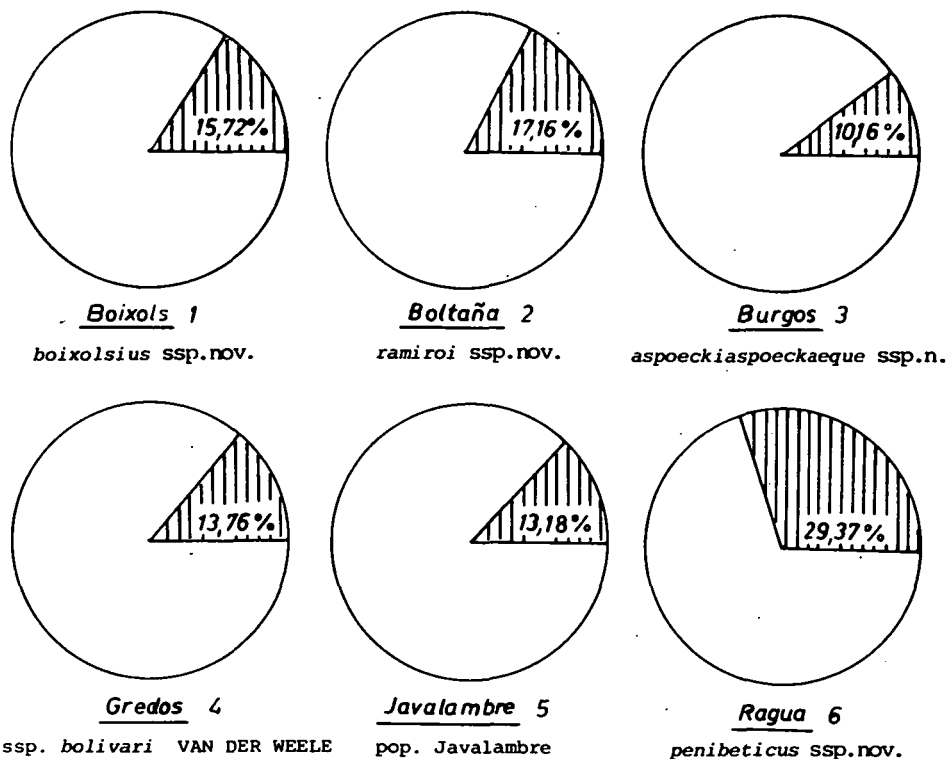 15,72%
17,16%
10,16%
Boixols 1
Boltaña 2
Burgos 3
boixolsius ssp.nov.
ramiroi ssp.nov.
aspoeckiaspoeckaeque ssp.n.
13,76%
13,18%
29,37%
Gredos 4
Javalambre 5
Ragua 6
ssp. bolivari VAN DER WEELE
pop. Javalambre
penibeticus ssp.nov.